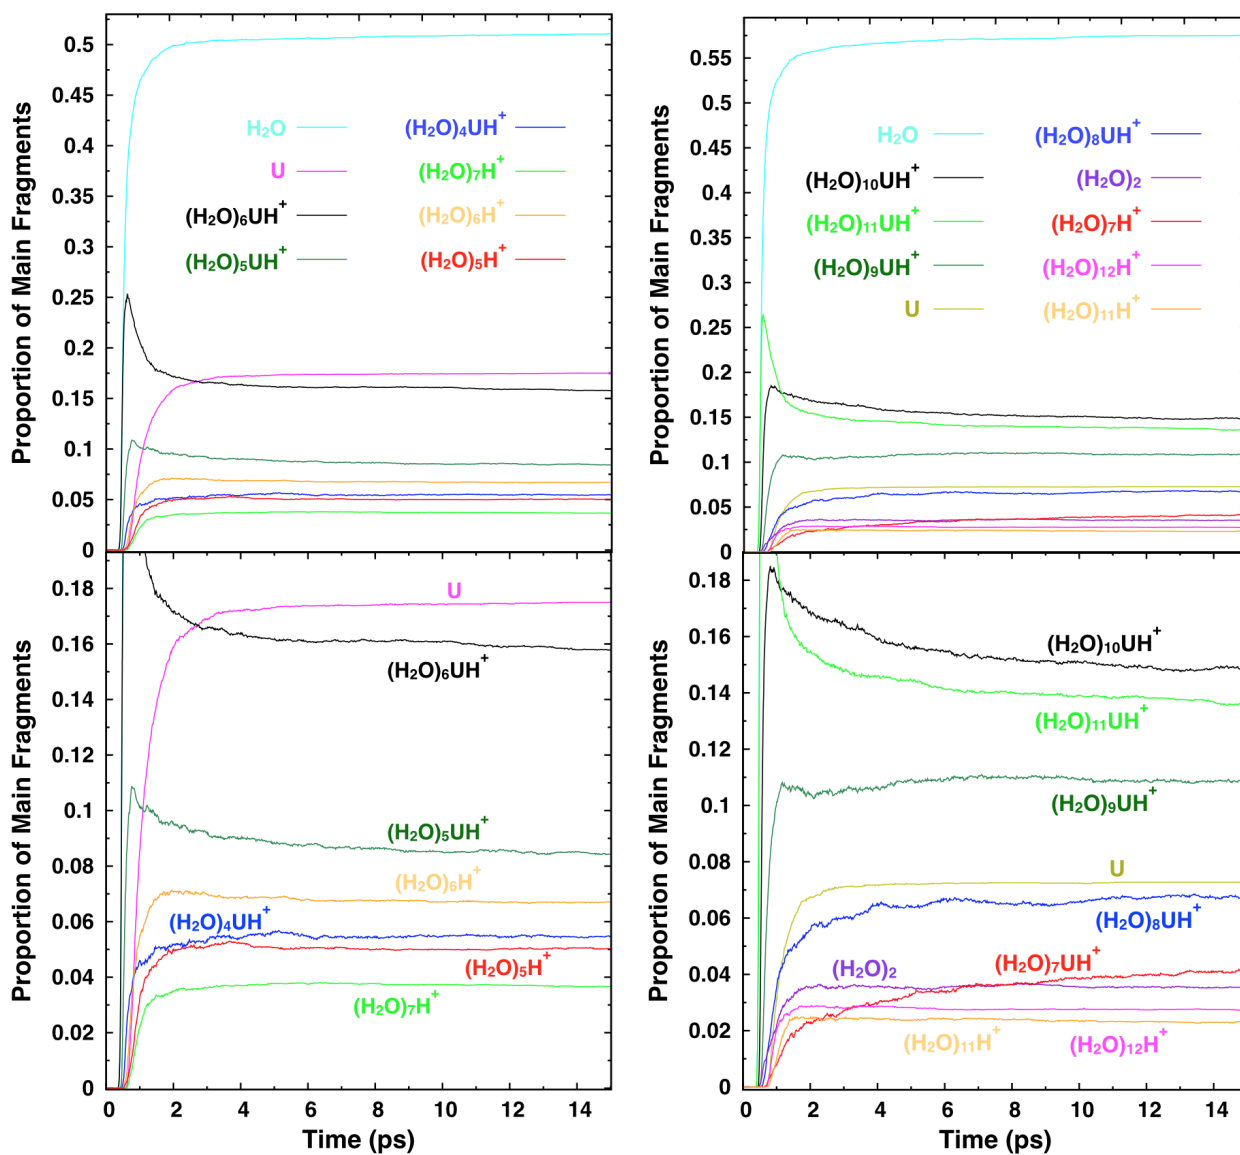 Proportion of Main Fragments
0.5
0.45
0.4
0.35
0.3
0.25
0.2
0.15
0.1
0.05
0
H₂O
U
(H₂O)₆UH⁺
(H₂O)₅UH⁺
(H₂O)₄UH⁺
(H₂O)₇H⁺
(H₂O)₆H⁺
(H₂O)₅H⁺
Proportion of Main Fragments
0.55
0.5
0.45
0.4
0.35
0.3
0.25
0.2
0.15
0.1
0.05
0
H₂O
(H₂O)₁₀UH⁺
(H₂O)₁₁UH⁺
(H₂O)₉UH⁺
U
(H₂O)₈UH⁺
(H₂O)₂
(H₂O)₇H⁺
(H₂O)₁₂H⁺
(H₂O)₁₁H⁺
Proportion of Main Fragments
0.18
0.16
0.14
0.12
0.1
0.08
0.06
0.04
0.02
0
U
(H₂O)₆UH⁺
(H₂O)₅UH⁺
(H₂O)₆H⁺
(H₂O)₄UH⁺
(H₂O)₅H⁺
(H₂O)₇H⁺
0 2 4 6 8 10 12 14
Time (ps)
Proportion of Main Fragments
0.18
0.16
0.14
0.12
0.1
0.08
0.06
0.04
0.02
0
(H₂O)₁₀UH⁺
(H₂O)₁₁UH⁺
(H₂O)₉UH⁺
U
(H₂O)₈UH⁺
(H₂O)₂
(H₂O)₇UH⁺
(H₂O)₁₁H⁺
(H₂O)₁₂H⁺
0 2 4 6 8 10 12 14
Time (ps)